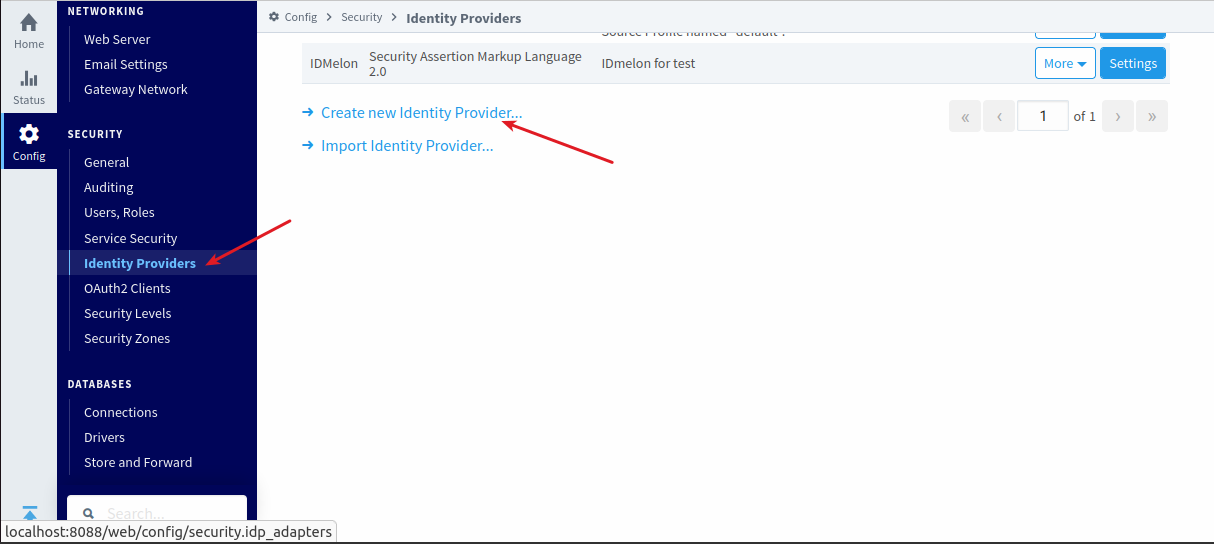 Home
Status
Config
NETWORKING
Web Server
Email Settings
Gateway Network
SECURITY
General
Auditing
Users, Roles
Service Security
Identity Providers
OAuth2 Clients
Security Levels
Security Zones
DATABASES
Connections
Drivers
Store and Forward
Search...
Config > Security > Identity Providers
Source Profile named "default".
IDMelon Security Assertion Markup Language 2.0 IDmelon for test More Settings
→ Create new Identity Provider...
« ‹ 1 of 1 › »
→ Import Identity Provider...
localhost:8088/web/config/security.idp_adapters